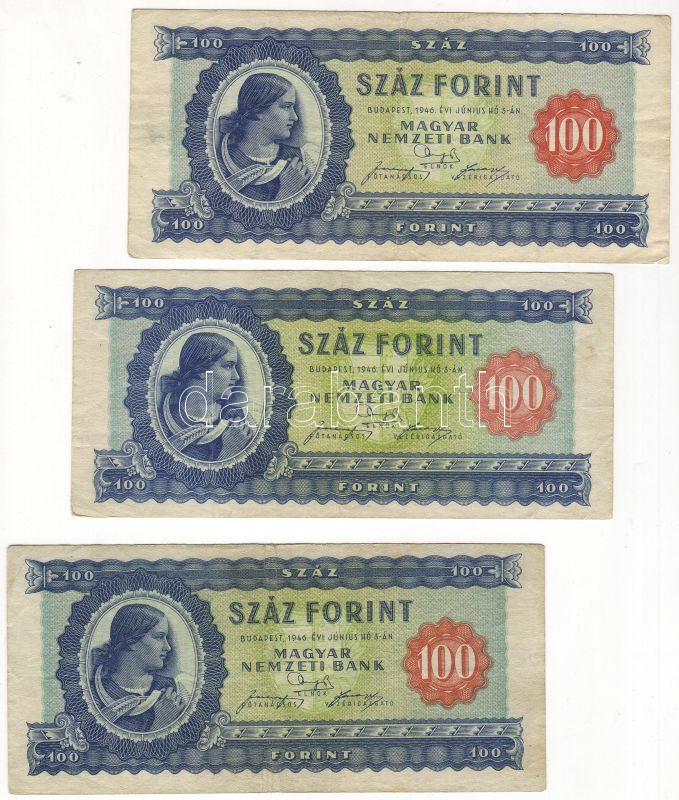 100 SZÁZ 100
SZÁZ FORINT
BUDAPEST, 1946. ÉVI JÚNIUS HÓ 3-ÁN
MAGYAR
NEMZETI BANK
100
ELNÖK
FŐTANÁCSOS VEZÉRIGAZGATÓ
100 FORINT 100
100 SZÁZ 100
SZÁZ FORINT
BUDAPEST, 1946. ÉVI JÚNIUS HÓ 3-ÁN
MAGYAR
NEMZETI BANK
100
darabanth
ELNÖK
FŐTANÁCSOS VEZÉRIGAZGATÓ
100 FORINT 100
100 SZÁZ 100
SZÁZ FORINT
BUDAPEST, 1946. ÉVI JÚNIUS HÓ 3-ÁN
MAGYAR
NEMZETI BANK
100
ELNÖK
FŐTANÁCSOS VEZÉRIGAZGATÓ
100 FORINT 100